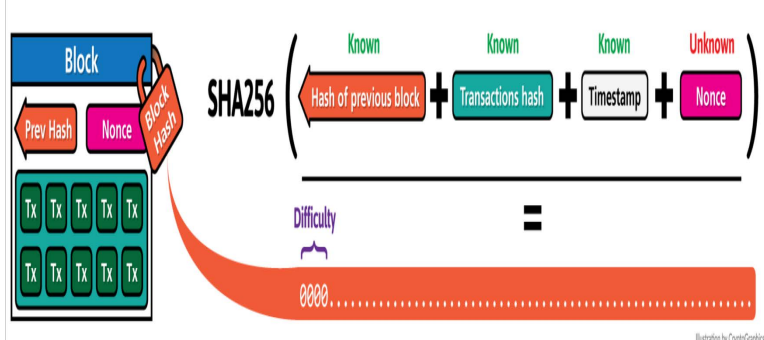 Block
Prev Hash
Nonce
Block
Hash
Tx Tx Tx Tx Tx
Tx Tx Tx Tx Tx
Known Known Known Unknown
SHA256 ( Hash of previous block + Transactions hash + Timestamp + Nonce )
=
Difficulty
0000......................................................................
Illustration by CryptoGraphics